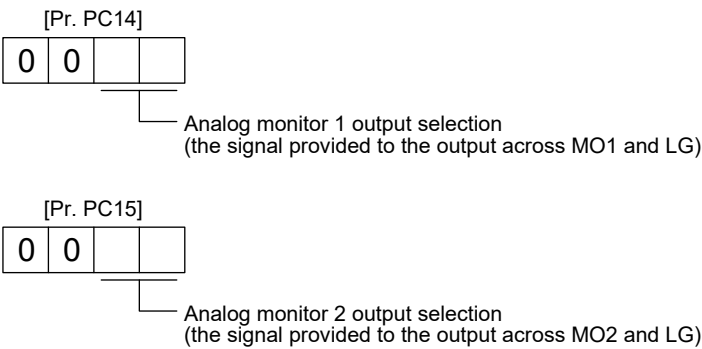 [Pr. PC14]
0 0
Analog monitor 1 output selection
(the signal provided to the output across MO1 and LG)
[Pr. PC15]
0 0
Analog monitor 2 output selection
(the signal provided to the output across MO2 and LG)